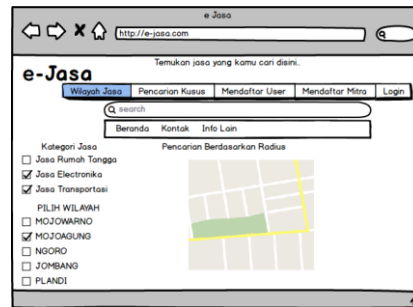 e Jasa
http://e-jasa.com
Temukan jasa yang kamu cari disini.
e-Jasa
Wilayah Jasa Pencarian Kusus Mendaftar User Mendaftar Mitra Login
search
Beranda Kontak Info Lain
Kategori Jasa
Pencarian Berdasarkan Radius
Jasa Rumah Tangga
Jasa Electronika
Jasa Transportasi
PILIH WILAYAH
MOJOWARNO
MOJOAGUNG
NGORO
JOMBANG
PLANDI